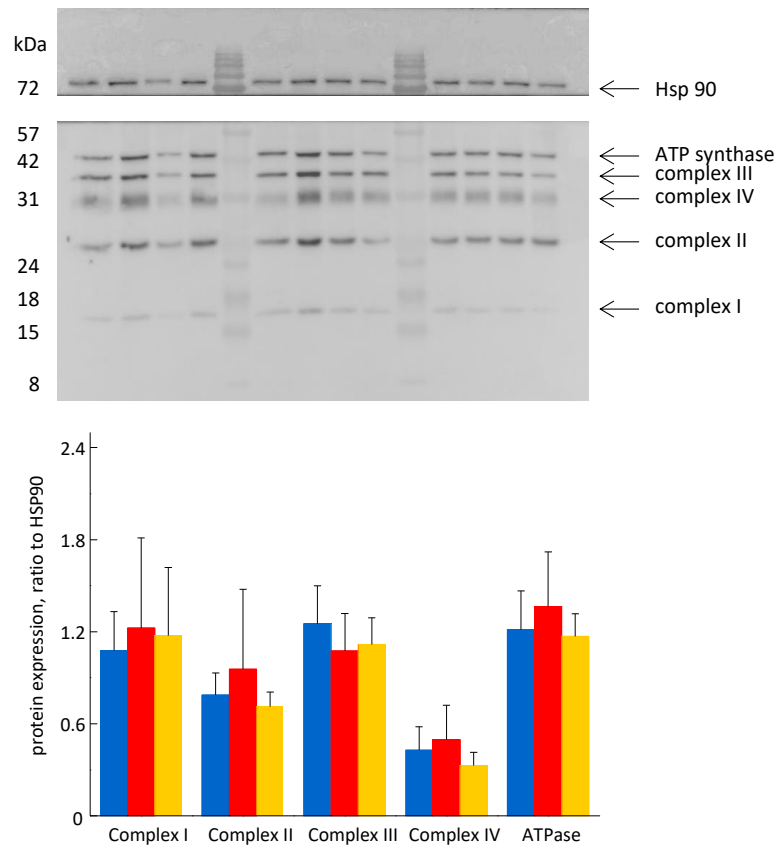 kDa
72
Hsp 90
57
42
31
24
18
15
8
ATP synthase
complex III
complex IV
complex II
complex I
protein expression, ratio to HSP90
2.4
1.8
1.2
0.6
0
Complex I
Complex II
Complex III
Complex IV
ATPase